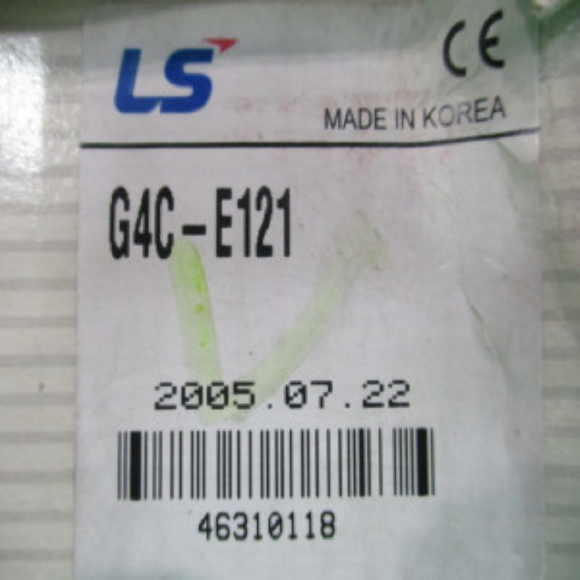 LS
CE
MADE IN KOREA
G4C-E121
2005.07.22
46310118